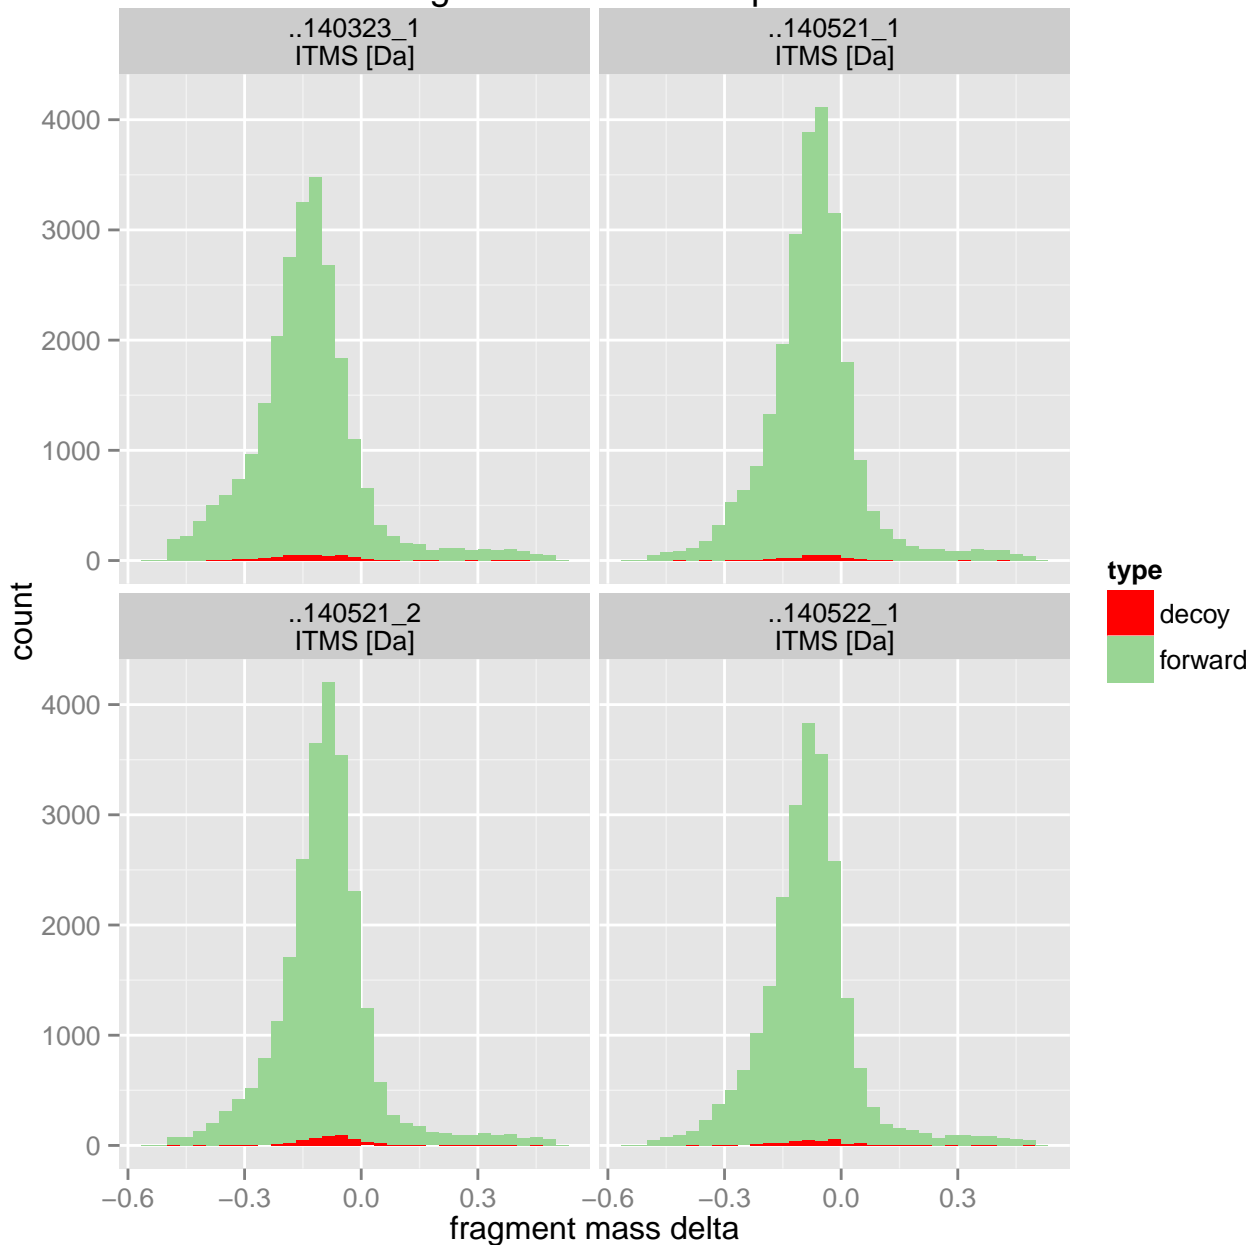 ..140323_1
ITMS [Da]
..140521_1
ITMS [Da]
4000
3000
2000
1000
0
..140521_2
ITMS [Da]
..140522_1
ITMS [Da]
4000
3000
2000
1000
0
−0.6
−0.3
0.0
0.3
−0.6
−0.3
0.0
0.3
fragment mass delta
count
type
decoy
forward